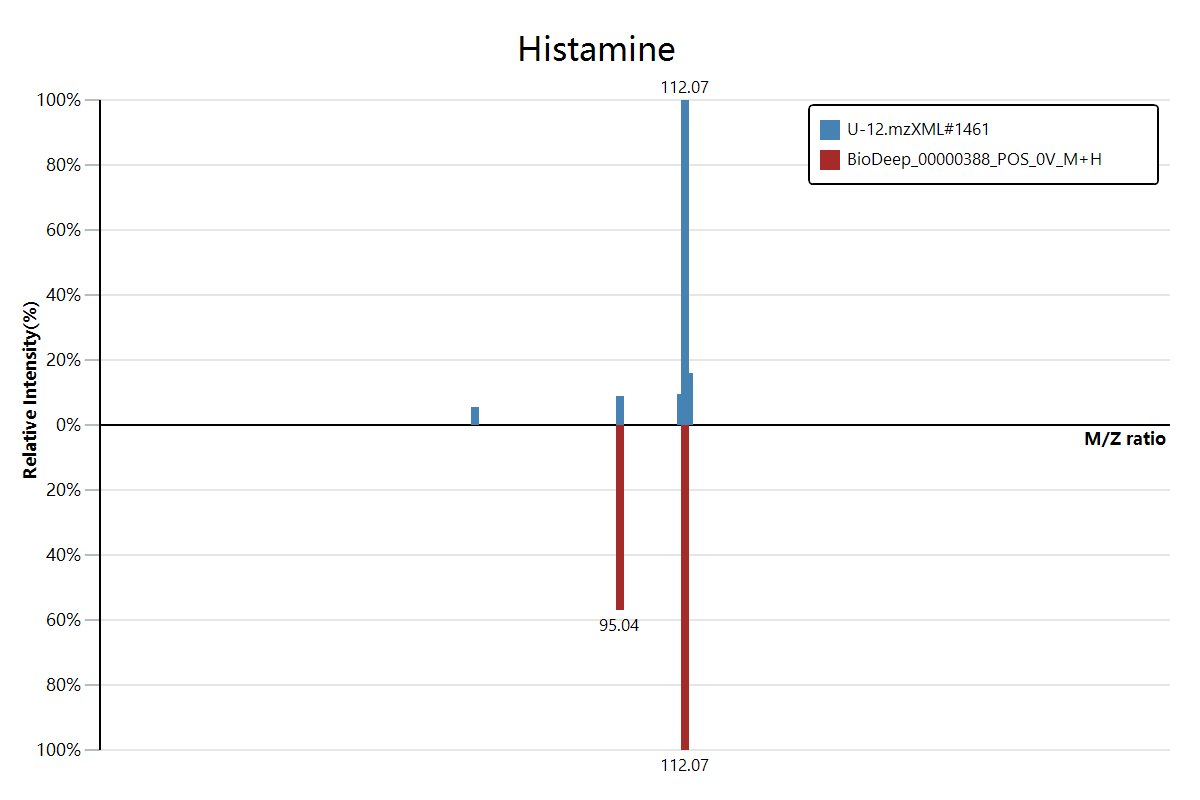 Histamine
112.07
U-12.mzXML#1461
BioDeep_00000388_POS_0V_M+H
100%
80%
60%
40%
20%
0%
20%
40%
60%
80%
100%
Relative Intensity(%)
M/Z ratio
95.04
112.07